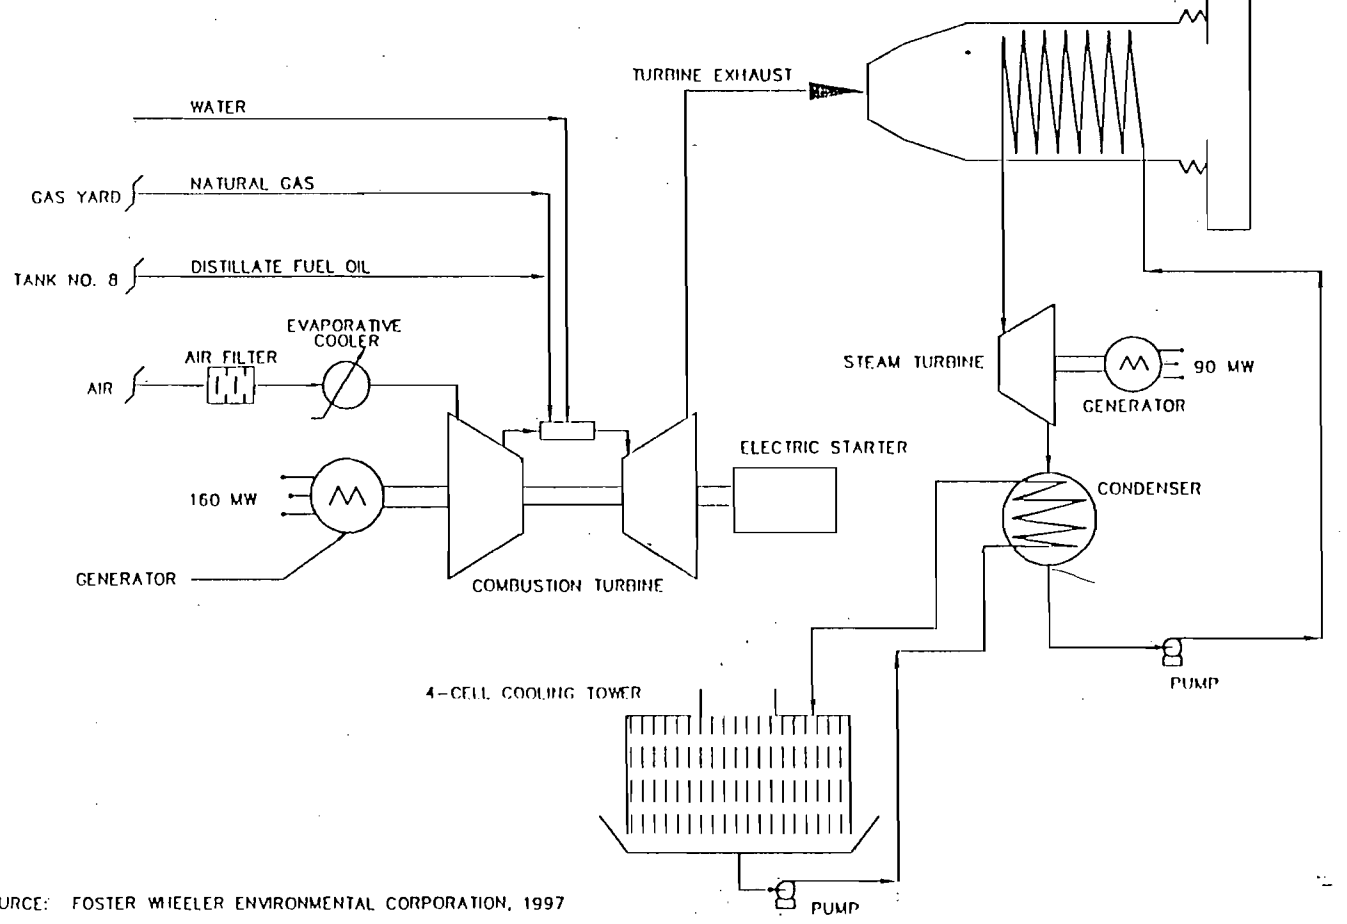 TURBINE EXHAUST
WATER
NATURAL GAS
GAS YARD
DISTILLATE FUEL OIL
TANK NO. 8
EVAPORATIVE
COOLER
AIR FILTER
AIR
STEAM TURBINE
90 MW
GENERATOR
ELECTRIC STARTER
160 MW
CONDENSER
GENERATOR
COMBUSTION TURBINE
PUMP
4-CELL COOLING TOWER
URCE: FOSTER WHEELER ENVIRONMENTAL CORPORATION, 1997
PUMP